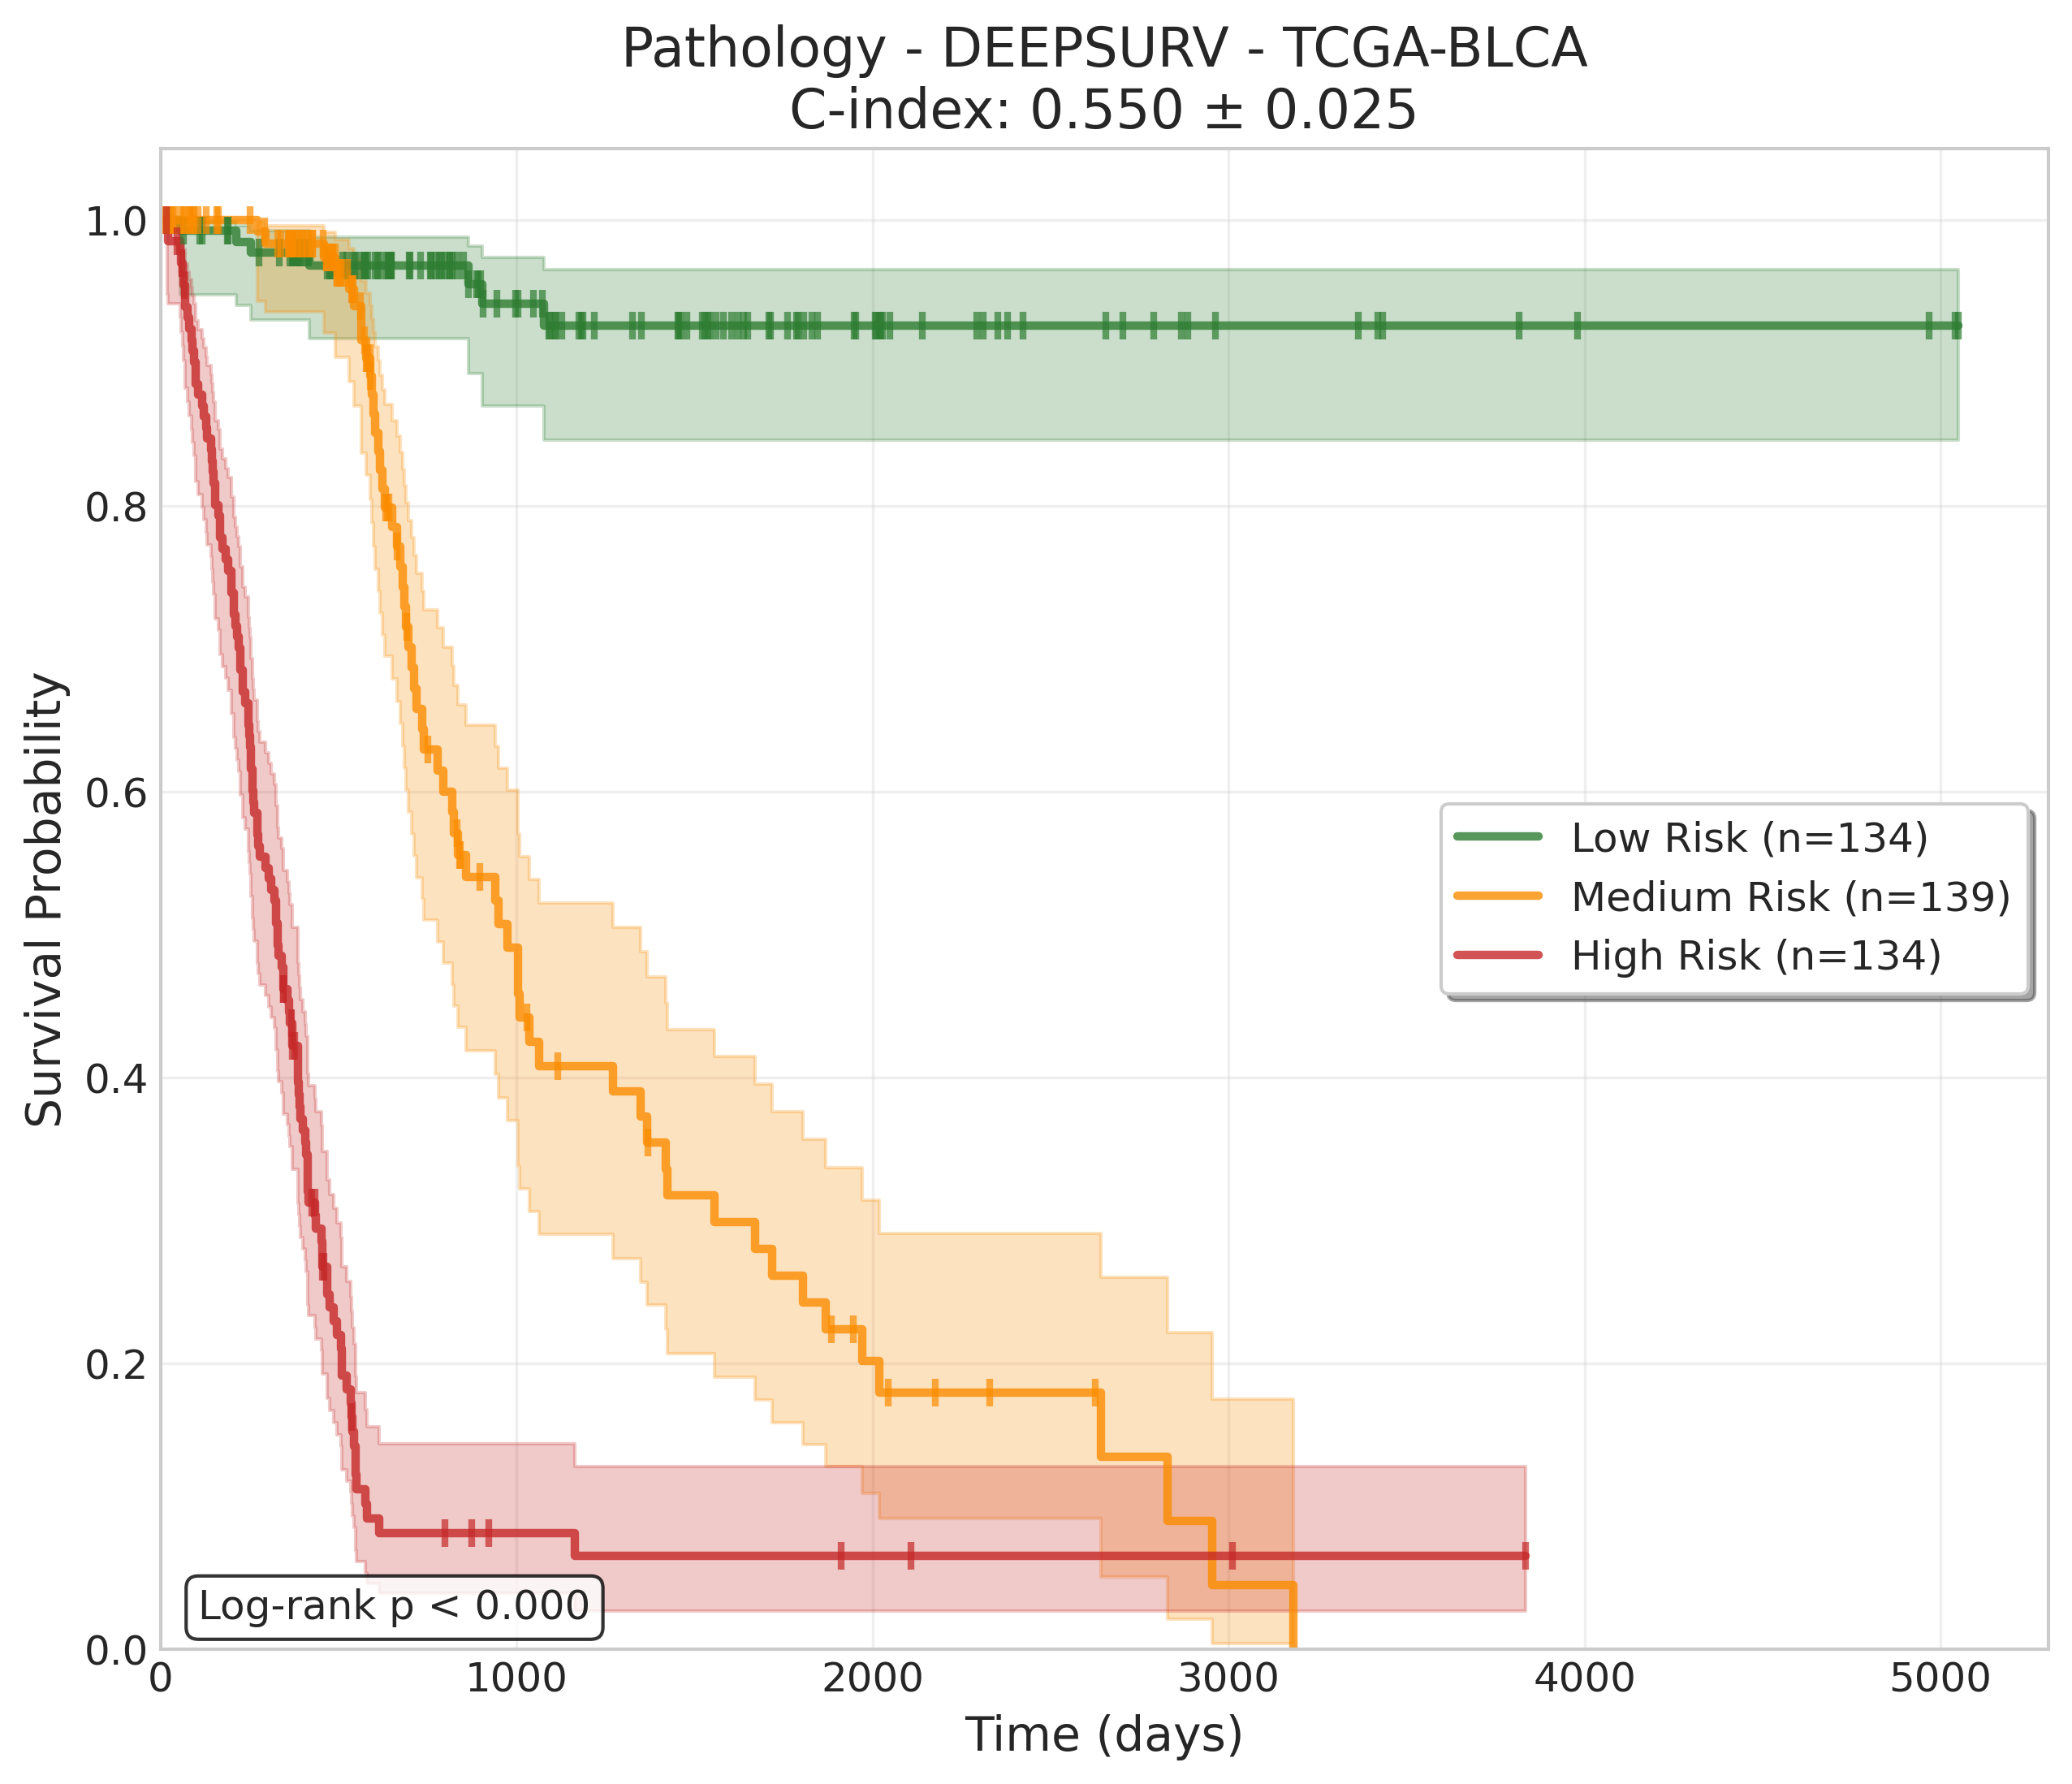 Pathology - DEEPSURV - TCGA-BLCA
C-index: 0.550 ± 0.025
Survival Probability
1.0
0.8
0.6
0.4
0.2
0.0
Low Risk (n=134)
Medium Risk (n=139)
High Risk (n=134)
Log-rank p < 0.000
0
1000
2000
3000
4000
5000
Time (days)